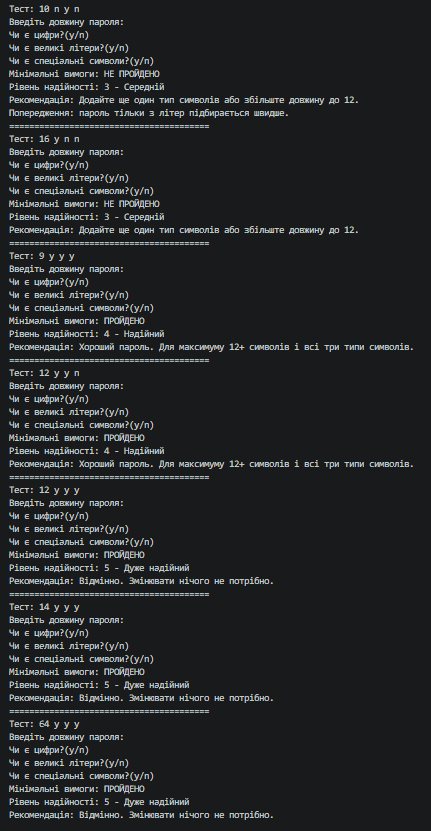 Тест: 10 n y n
Введіть довжину пароля:
Чи є цифри?(y/n)
Чи є великі літери?(y/n)
Чи є спеціальні символи?(y/n)
Мінімальні вимоги: НЕ ПРОЙДЕНО
Рівень надійності: 3 - Середній
Рекомендація: Додайте ще один тип символів або збільште довжину до 12.
Попередження: пароль тільки з літер підбирається швидше.
========================================
Тест: 16 y n n
Введіть довжину пароля:
Чи є цифри?(y/n)
Чи є великі літери?(y/n)
Чи є спеціальні символи?(y/n)
Мінімальні вимоги: НЕ ПРОЙДЕНО
Рівень надійності: 3 - Середній
Рекомендація: Додайте ще один тип символів або збільште довжину до 12.
========================================
Тест: 9 y y y
Введіть довжину пароля:
Чи є цифри?(y/n)
Чи є великі літери?(y/n)
Чи є спеціальні символи?(y/n)
Мінімальні вимоги: ПРОЙДЕНО
Рівень надійності: 4 - Надійний
Рекомендація: Хороший пароль. Для максимуму 12+ символів і всі три типи символів.
========================================
Тест: 12 y y n
Введіть довжину пароля:
Чи є цифри?(y/n)
Чи є великі літери?(y/n)
Чи є спеціальні символи?(y/n)
Мінімальні вимоги: ПРОЙДЕНО
Рівень надійності: 4 - Надійний
Рекомендація: Хороший пароль. Для максимуму 12+ символів і всі три типи символів.
========================================
Тест: 12 y y y
Введіть довжину пароля:
Чи є цифри?(y/n)
Чи є великі літери?(y/n)
Чи є спеціальні символи?(y/n)
Мінімальні вимоги: ПРОЙДЕНО
Рівень надійності: 5 - Дуже надійний
Рекомендація: Відмінно. Змінювати нічого не потрібно.
========================================
Тест: 14 y y y
Введіть довжину пароля:
Чи є цифри?(y/n)
Чи є великі літери?(y/n)
Чи є спеціальні символи?(y/n)
Мінімальні вимоги: ПРОЙДЕНО
Рівень надійності: 5 - Дуже надійний
Рекомендація: Відмінно. Змінювати нічого не потрібно.
========================================
Тест: 64 y y y
Введіть довжину пароля:
Чи є цифри?(y/n)
Чи є великі літери?(y/n)
Чи є спеціальні символи?(y/n)
Мінімальні вимоги: ПРОЙДЕНО
Рівень надійності: 5 - Дуже надійний
Рекомендація: Відмінно. Змінювати нічого не потрібно.